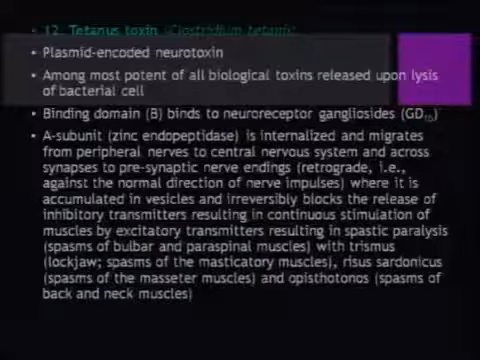 12. Tetanus toxin (Clostridium tetani)
• Plasmid-encoded neurotoxin
• Among most potent of all biological toxins released upon lysis
of bacterial cell
• Binding domain (B) binds to neuroreceptor gangliosides (GD1b)
• A-subunit (zinc endopeptidase) is internalized and migrates
from peripheral nerves to central nervous system and across
synapses to pre-synaptic nerve endings (retrograde, i.e.,
against the normal direction of nerve impulses) where it is
accumulated in vesicles and irreversibly blocks the release of
inhibitory transmitters resulting in continuous stimulation of
muscles by excitatory transmitters resulting in spastic paralysis
(spasms of bulbar and paraspinal muscles) with trismus
(lockjaw; spasms of the masticatory muscles), risus sardonicus
(spasms of the masseter muscles) and opisthotonos (spasms of
back and neck muscles)